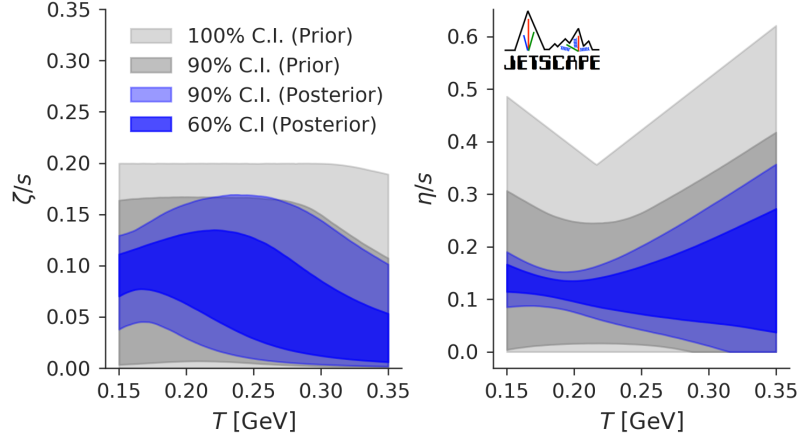 0.35
0.30
0.25
0.20
0.15
0.10
0.05
0.00
ζ/s
100% C.I. (Prior)
90% C.I. (Prior)
90% C.I. (Posterior)
60% C.I (Posterior)
0.15 0.20 0.25 0.30 0.35
T [GeV]
0.6
0.5
0.4
0.3
0.2
0.1
0.0
η/s
JETSCAPE
0.15 0.20 0.25 0.30 0.35
T [GeV]